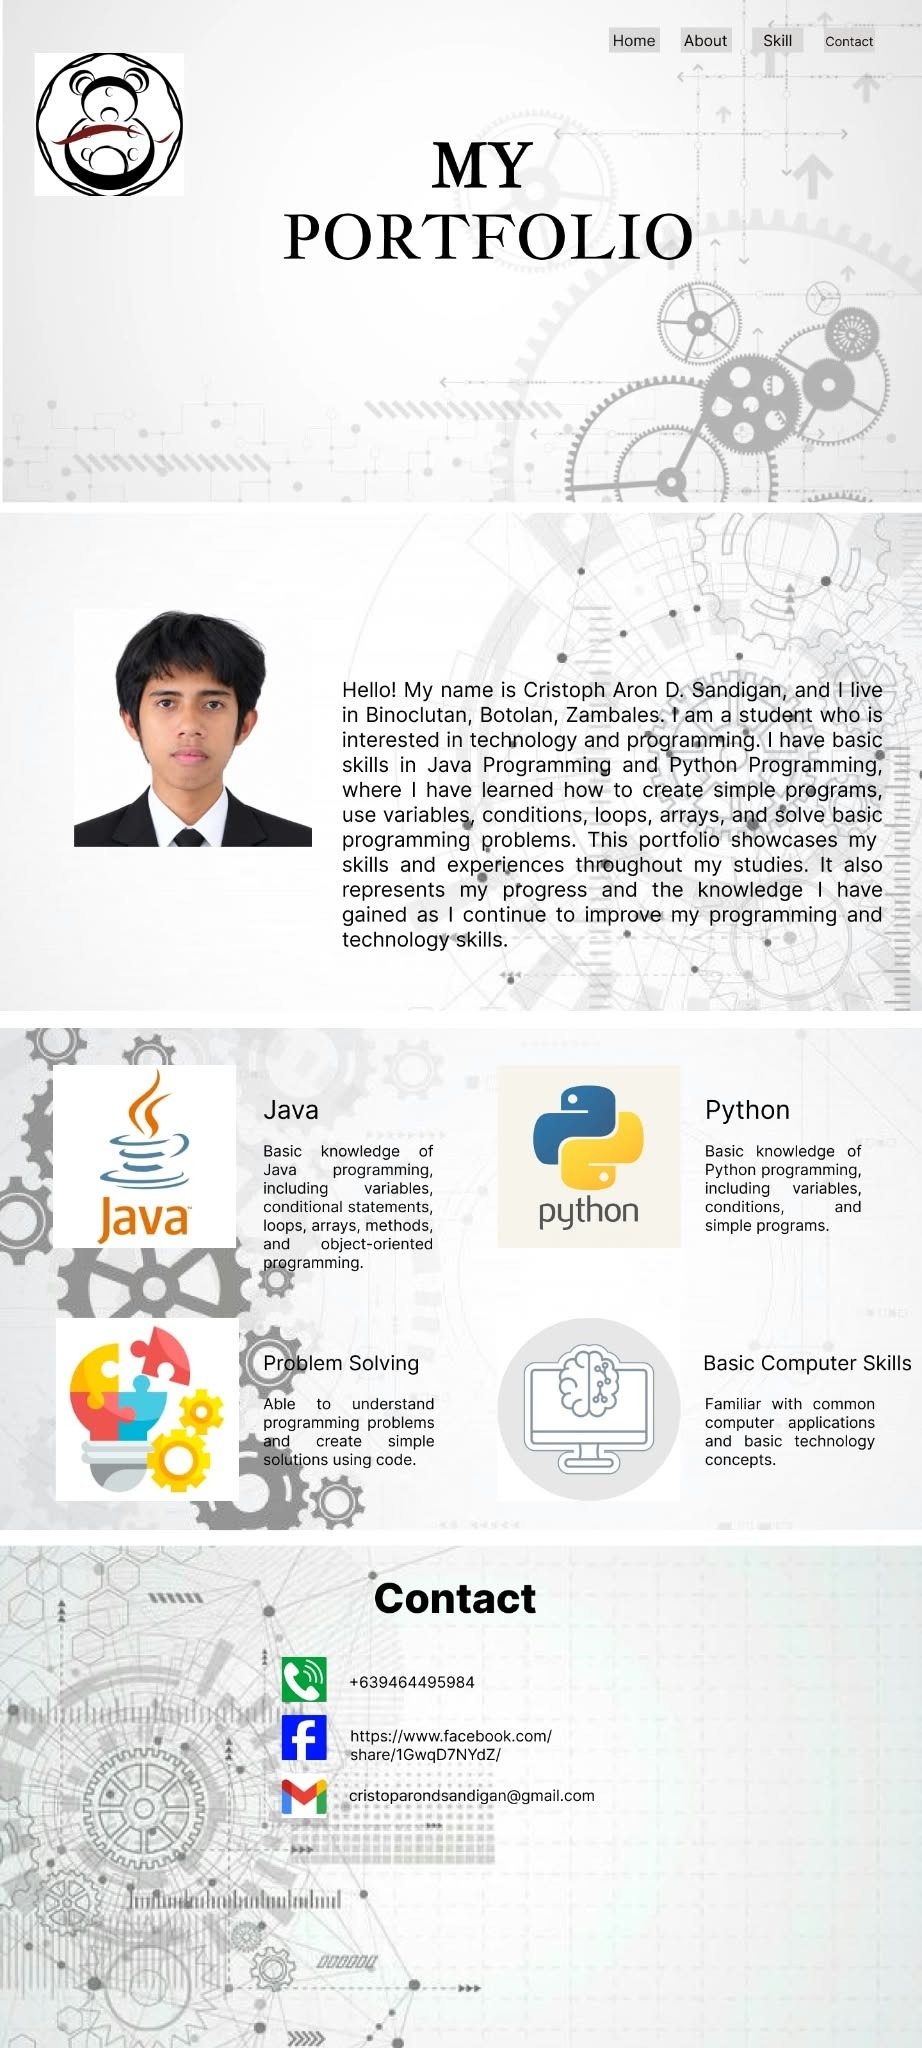 Home
About
Skill
Contact
MY
PORTFOLIO
Hello! My name is Cristoph Aron D. Sandigan, and I live
in Binoclutan, Botolan, Zambales. I am a student who is
interested in technology and programming. I have basic
skills in Java Programming and Python Programming,
where I have learned how to create simple programs,
use variables, conditions, loops, arrays, and solve basic
programming problems. This portfolio showcases my
skills and experiences throughout my studies. It also
represents my progress and the knowledge I have
gained as I continue to improve my programming and
technology skills.
Java™
Java
Basic knowledge of
Java programming,
including variables,
conditional statements,
loops, arrays, methods,
and object-oriented
programming.
python
Python
Basic knowledge of
Python programming,
including variables,
conditions, and
simple programs.
Problem Solving
Able to understand
programming problems
and create simple
solutions using code.
Basic Computer Skills
Familiar with common
computer applications
and basic technology
concepts.
Contact
+639464495984
https://www.facebook.com/
share/1GwqD7NYdZ/
cristoparondsandigan@gmail.com